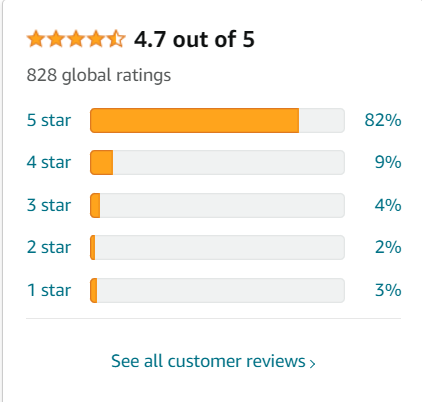 4.7 out of 5
828 global ratings
5 star 82%
4 star 9%
3 star 4%
2 star 2%
1 star 3%
See all customer reviews ›